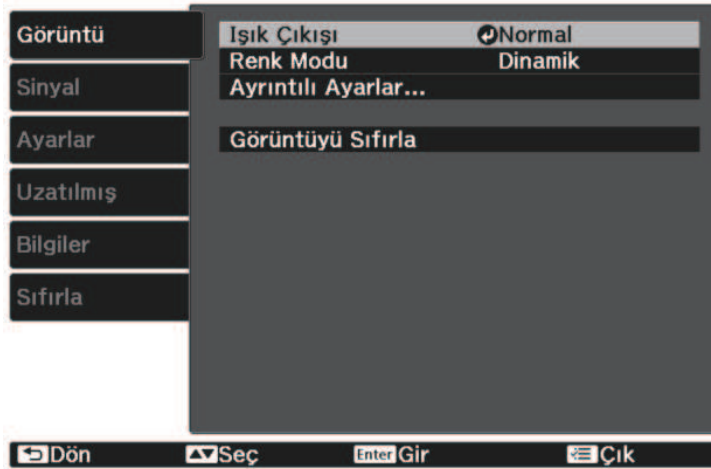 Görüntü
Sinyal
Ayarlar
Uzatılmış
Bilgiler
Sıfırla
Işık Çıkışı Normal
Renk Modu Dinamik
Ayrıntılı Ayarlar...
Görüntüyü Sıfırla
Dön Seç Enter Gir Çık